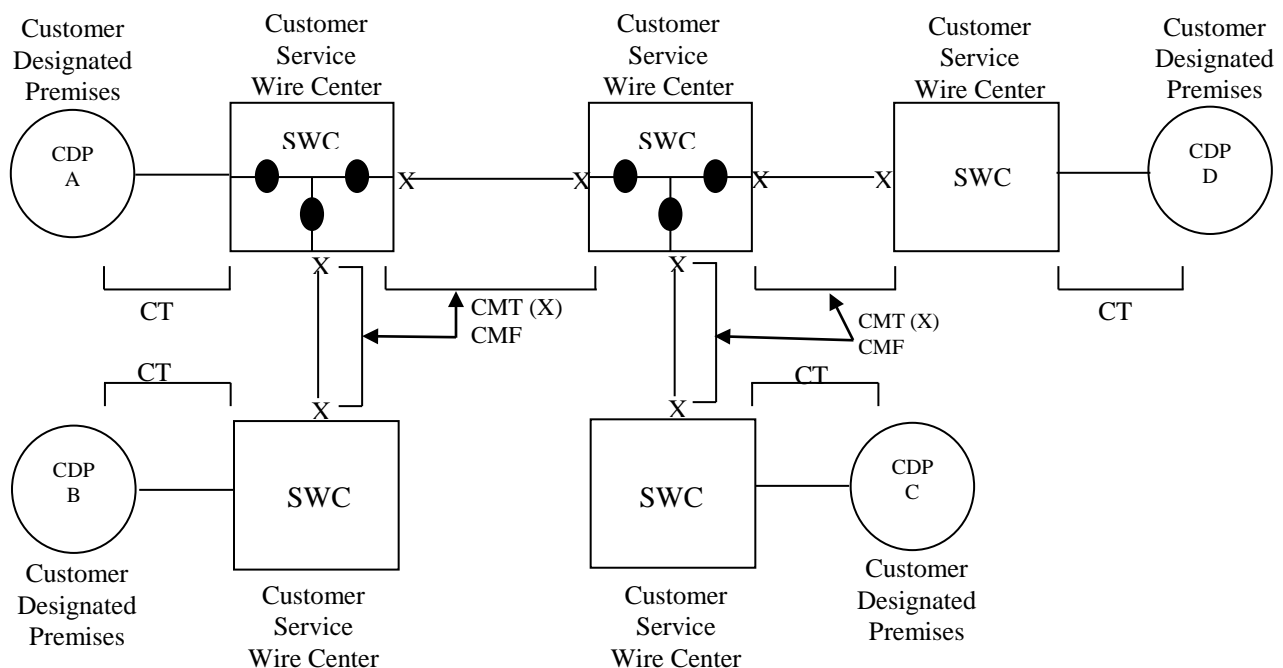 Customer
Designated
Premises
Customer
Service
Wire Center
Customer
Service
Wire Center
Customer
Service
Wire Center
Customer
Designated
Premises
CDP
A
SWC
X
X
SWC
X
X
SWC
CDP
D
X
X
CT
CMT (X)
CMF
CMT (X)
CMF
CT
CT
CT
X
X
CDP
B
SWC
SWC
CDP
C
Customer
Designated
Premises
Customer
Service
Wire Center
Customer
Service
Wire Center
Customer
Designated
Premises